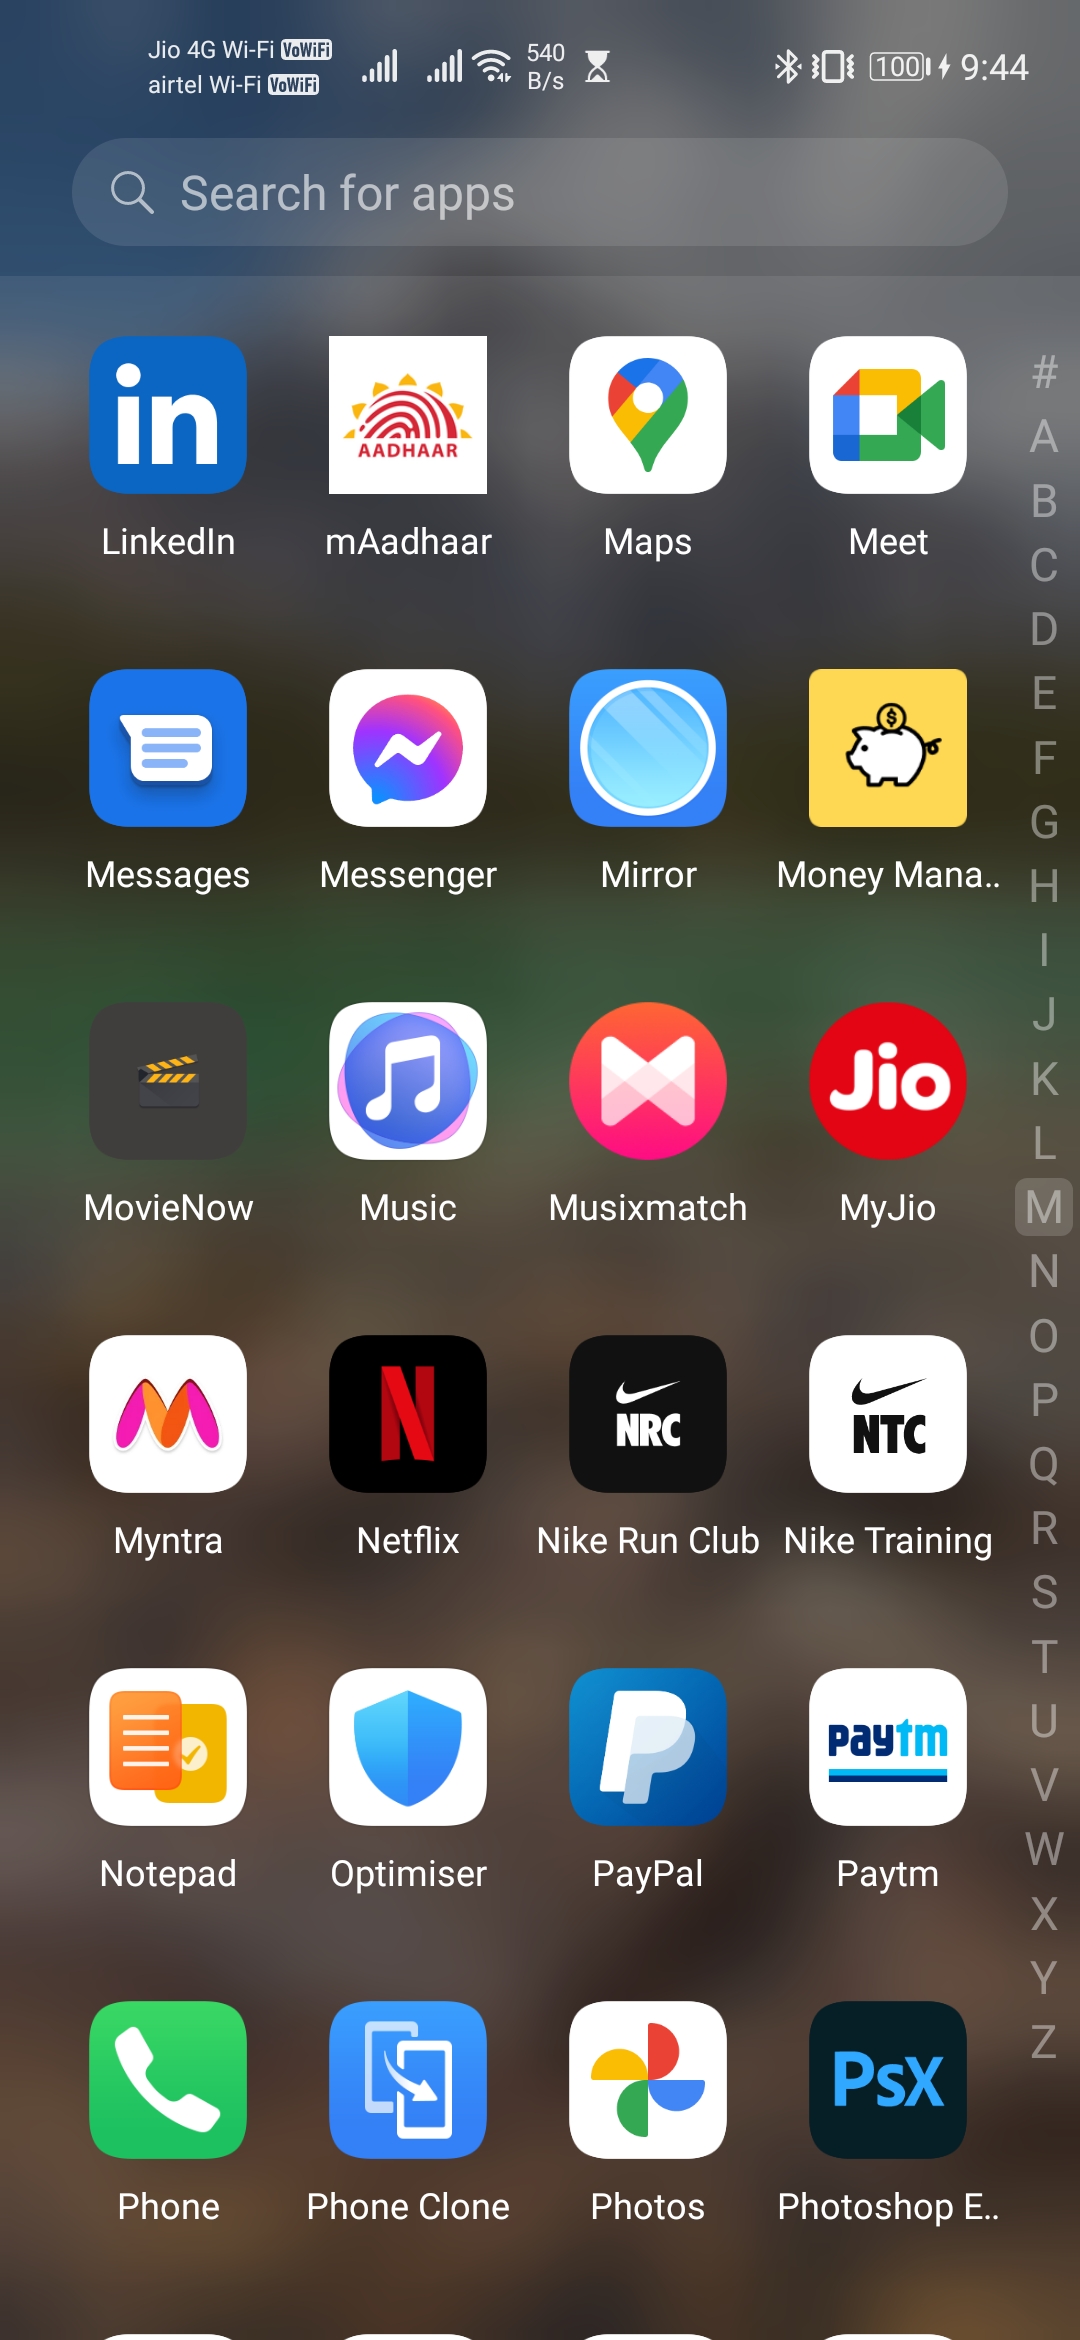 Jio 4G Wi-Fi VoWiFi
airtel Wi-Fi VoWiFi
540
B/s
100
9:44
Search for apps
in
AADHAAR
LinkedIn
mAadhaar
Maps
Meet
$
Messages
Messenger
Mirror
Money Mana..
Jio
MovieNow
Music
Musixmatch
MyJio
N
NRC
NTC
Myntra
Netflix
Nike Run Club
Nike Training
paytm
Notepad
Optimiser
PayPal
Paytm
PsX
Phone
Phone Clone
Photos
Photoshop E..
#
A
B
C
D
E
F
G
H
I
J
K
L
M
N
O
P
Q
R
S
T
U
V
W
X
Y
Z